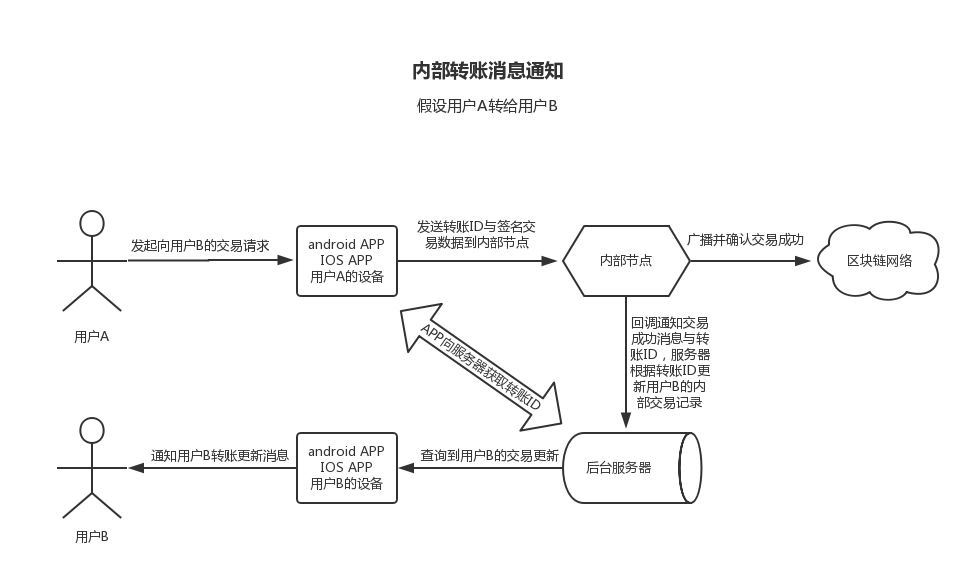 内部转账消息通知
假设用户A转给用户B
发起向用户B的交易请求
android APP
IOS APP
用户A的设备
发送转账ID与签名交
易数据到内部节点
内部节点
广播并确认交易成功
区块链网络
用户A
APP向服务器获取转账ID
回调通知交易
成功消息与转
账ID，服务器
根据转账ID更
新用户B的内
部交易记录
通知用户B转账更新消息
android APP
IOS APP
用户B的设备
查询到用户B的交易更新
后台服务器
用户B